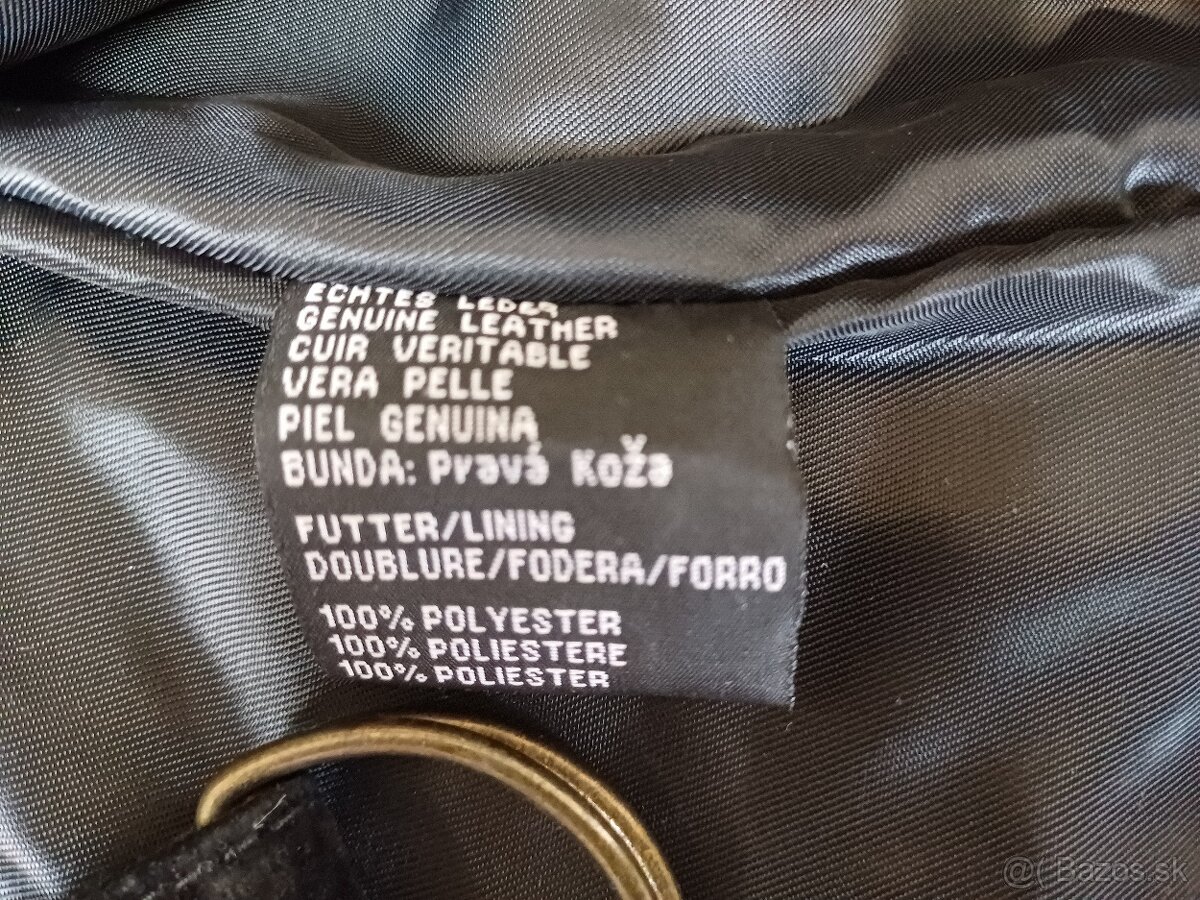 ECHTES LEDER
GENUINE LEATHER
CUIR VERITABLE
VERA PELLE
PIEL GENUINA
BUNDA: Pravá Koža
FUTTER/LINING
DOUBLURE/FODERA/FORRO
100% POLYESTER
100% POLIESTERE
100% POLIESTER
@( Bazos.sk